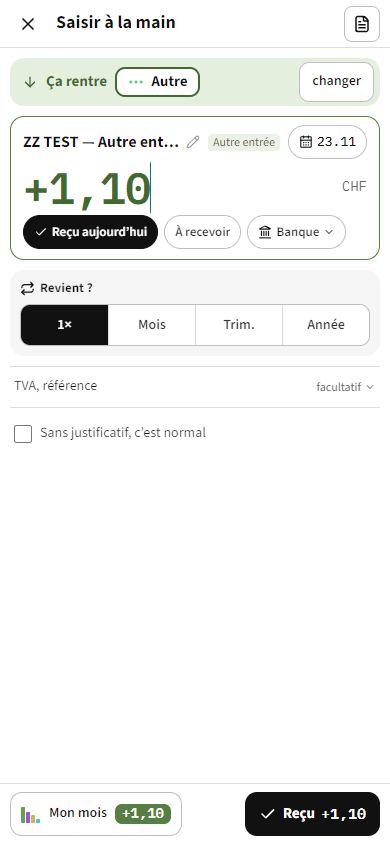 Saisir à la main
Ça rentre ··· Autre changer
ZZ TEST — Autre ent… Autre entrée 23.11
+1,10 CHF
Reçu aujourd'hui À recevoir Banque
Revient ?
1× Mois Trim. Année
TVA, référence facultatif
Sans justificatif, c'est normal
Mon mois +1,10 Reçu +1,10